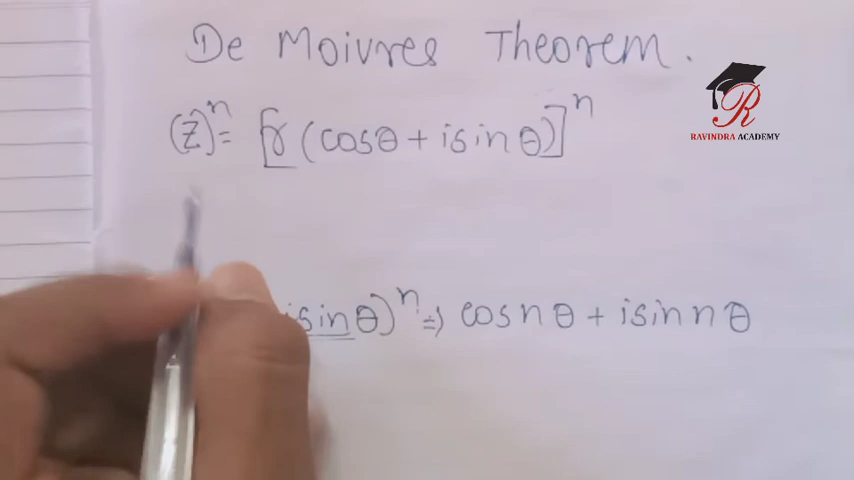 De Moivres Theorem.
(z)ⁿ = [r (cosθ + isinθ)]ⁿ
RAVINDRA ACADEMY
isinθ)ⁿ ⇒ cos nθ + isin nθ